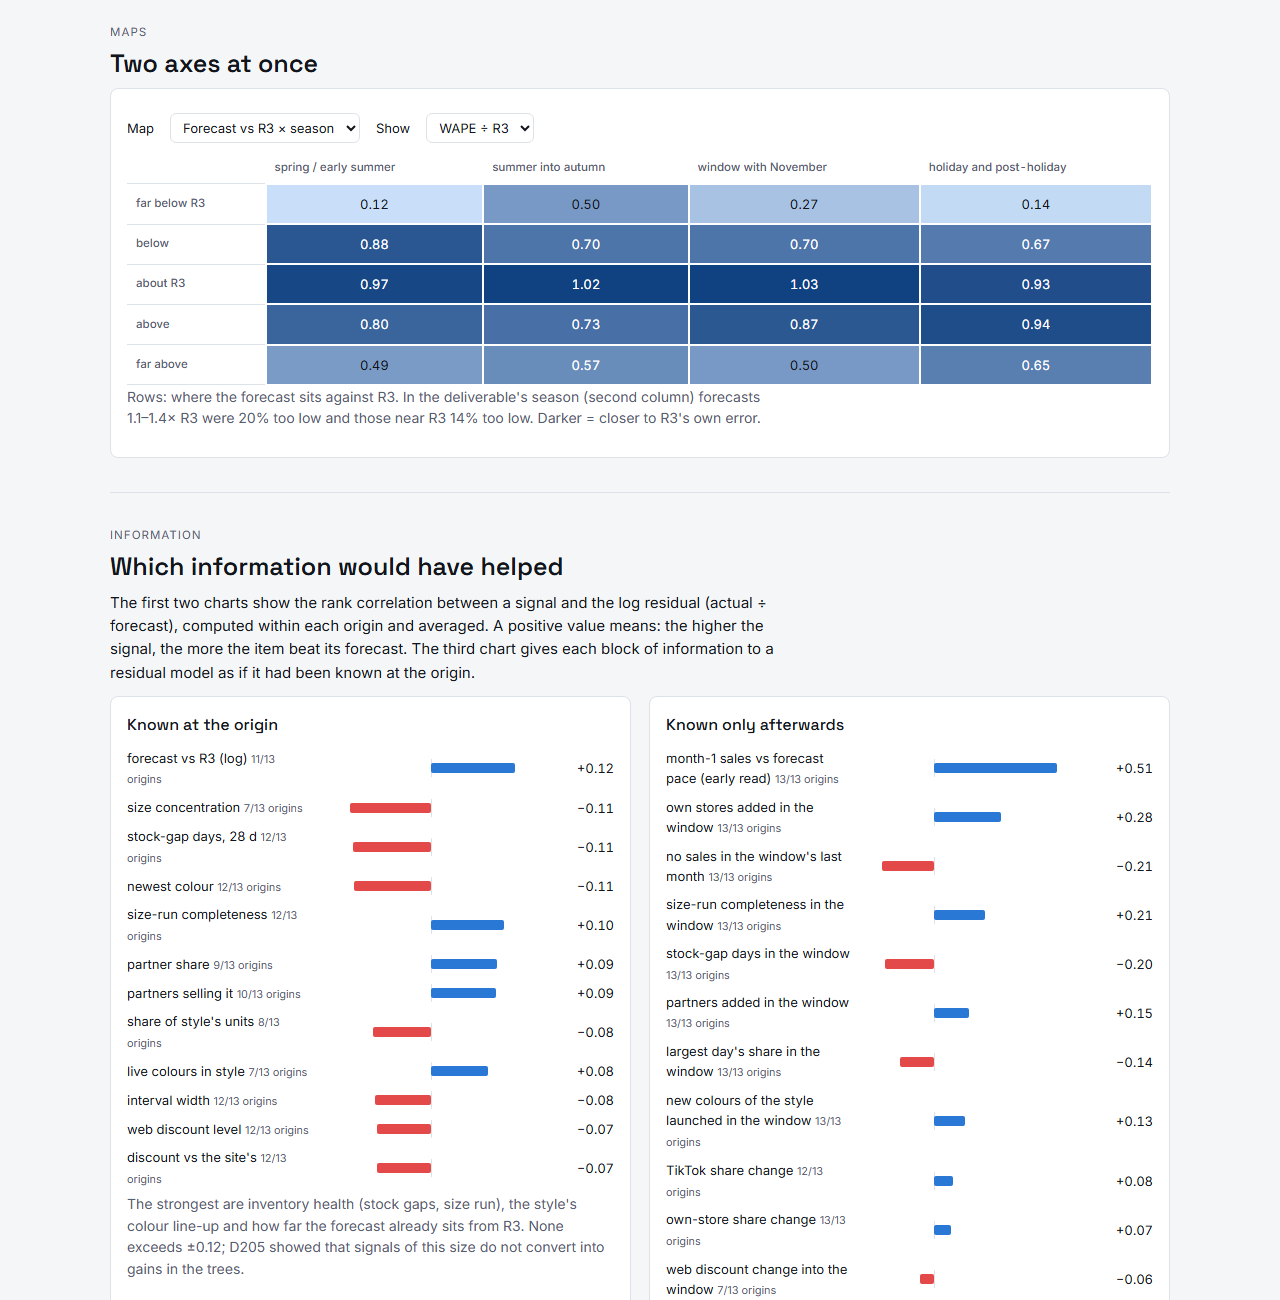 MAPS
Two axes at once
Map Forecast vs R3 × season Show WAPE ÷ R3
spring / early summer summer into autumn window with November holiday and post-holiday
far below R3 0.12 0.50 0.27 0.14
below 0.88 0.70 0.70 0.67
about R3 0.97 1.02 1.03 0.93
above 0.80 0.73 0.87 0.94
far above 0.49 0.57 0.50 0.65
Rows: where the forecast sits against R3. In the deliverable's season (second column) forecasts
1.1–1.4× R3 were 20% too low and those near R3 14% too low. Darker = closer to R3's own error.
INFORMATION
Which information would have helped
The first two charts show the rank correlation between a signal and the log residual (actual ÷
forecast), computed within each origin and averaged. A positive value means: the higher the
signal, the more the item beat its forecast. The third chart gives each block of information to a
residual model as if it had been known at the origin.
Known at the origin
forecast vs R3 (log) 11/13
origins +0.12
size concentration 7/13 origins −0.11
stock-gap days, 28 d 12/13
origins −0.11
newest colour 12/13 origins −0.11
size-run completeness 12/13
origins +0.10
partner share 9/13 origins +0.09
partners selling it 10/13 origins +0.09
share of style's units 8/13
origins −0.08
live colours in style 7/13 origins +0.08
interval width 12/13 origins −0.08
web discount level 12/13 origins −0.07
discount vs the site's 12/13
origins −0.07
The strongest are inventory health (stock gaps, size run), the style's
colour line-up and how far the forecast already sits from R3. None
exceeds ±0.12; D205 showed that signals of this size do not convert into
gains in the trees.
Known only afterwards
month-1 sales vs forecast
pace (early read) 13/13 origins +0.51
own stores added in the
window 13/13 origins +0.28
no sales in the window's last
month 13/13 origins −0.21
size-run completeness in the
window 13/13 origins +0.21
stock-gap days in the window
13/13 origins −0.20
partners added in the window
13/13 origins +0.15
largest day's share in the
window 13/13 origins −0.14
new colours of the style
launched in the window 13/13
origins +0.13
TikTok share change 12/13
origins +0.08
own-store share change 13/13
origins +0.07
web discount change into the
window 7/13 origins −0.06